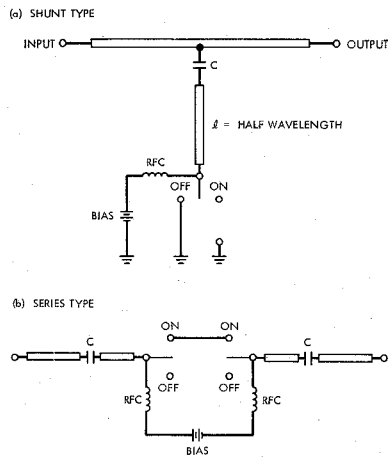 (a) SHUNT TYPE
INPUT OUTPUT
C
ℓ = HALF WAVELENGTH
RFC
OFF ON
BIAS
(b) SERIES TYPE
ON ON
C C
OFF OFF
RFC RFC
BIAS